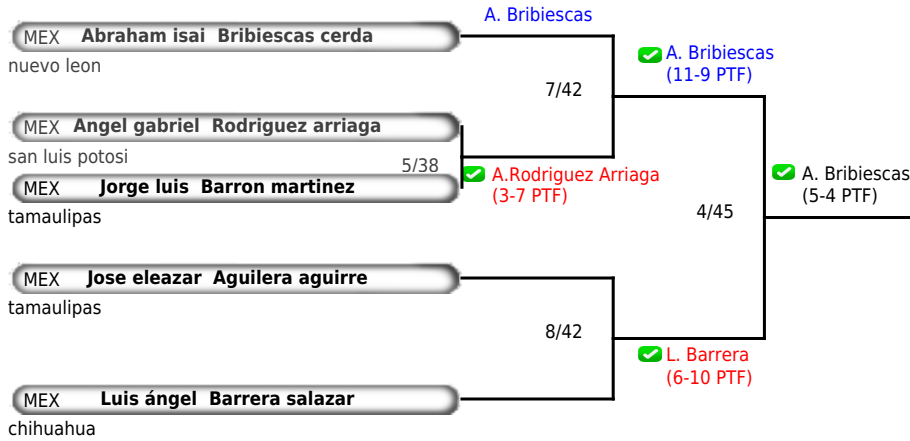 A. Bribiescas
MEX Abraham isai Bribiescas cerda
nuevo leon
A. Bribiescas
(11-9 PTF)
7/42
MEX Angel gabriel Rodriguez arriaga
san luis potosi
5/38
A.Rodriguez Arriaga
(3-7 PTF)
MEX Jorge luis Barron martinez
tamaulipas
A. Bribiescas
(5-4 PTF)
4/45
MEX Jose eleazar Aguilera aguirre
tamaulipas
8/42
L. Barrera
(6-10 PTF)
MEX Luis ángel Barrera salazar
chihuahua